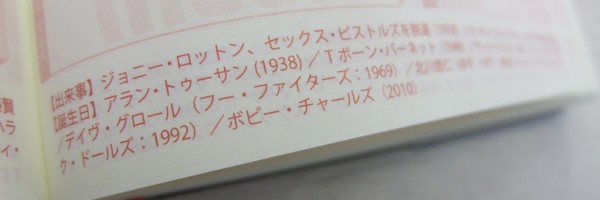 【出来事】ジョニー・ロットン、セックス・ピストルズを脱退
【誕生日】アラン・トゥーサン (1938) ／Tボーン・バーネット
／デイヴ・グロール（フー・ファイターズ：1969）／北川
ク・ドールズ：1992）／ボビー・チャールズ（2010）